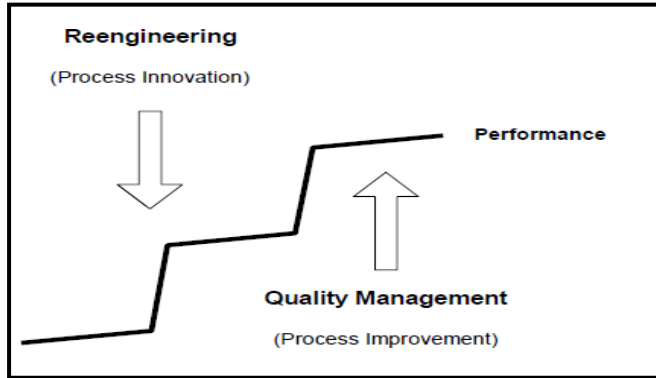 Reengineering
(Process Innovation)
Performance
Quality Management
(Process Improvement)